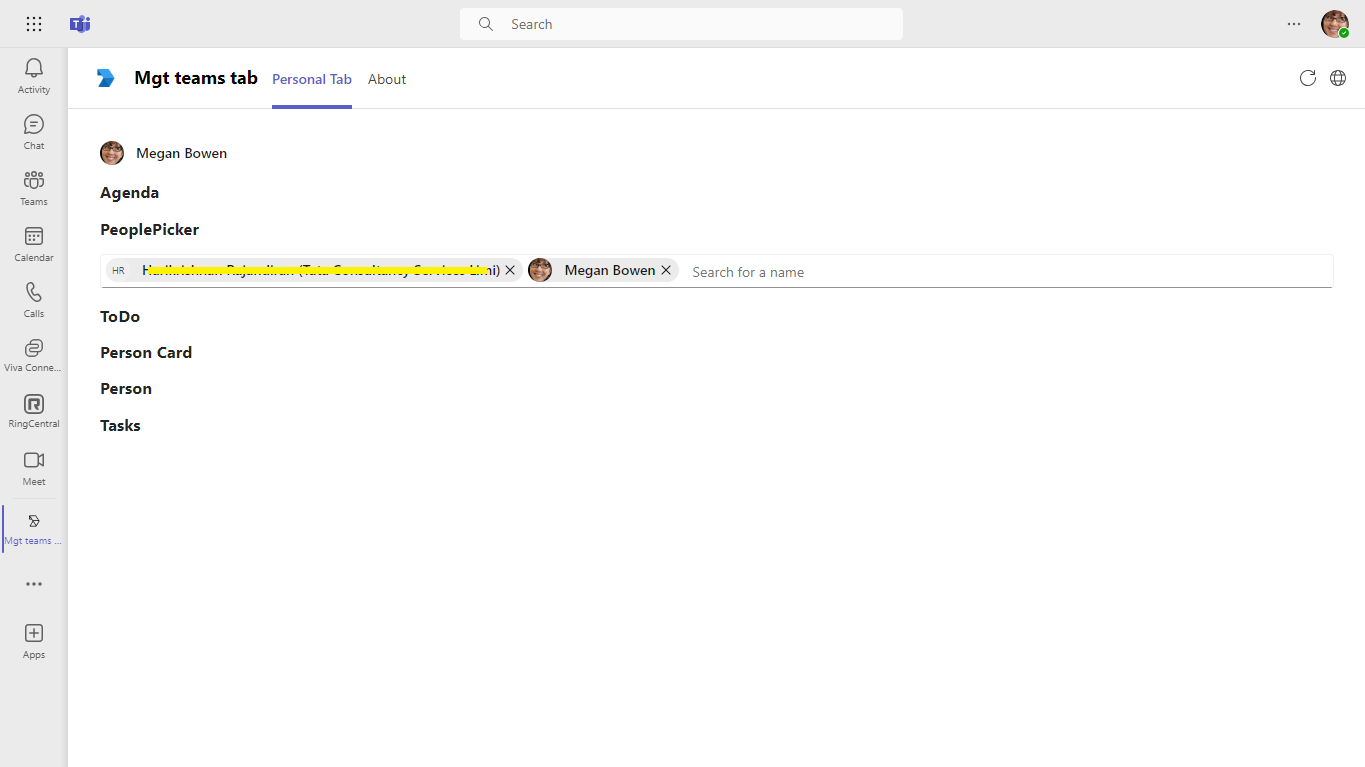 Search
Activity
Chat
Teams
Calendar
Calls
Viva Conne...
RingCentral
Meet
Mgt teams ...
Apps
Mgt teams tab Personal Tab About
Megan Bowen
Agenda
PeoplePicker
HR Megan Bowen Search for a name
ToDo
Person Card
Person
Tasks